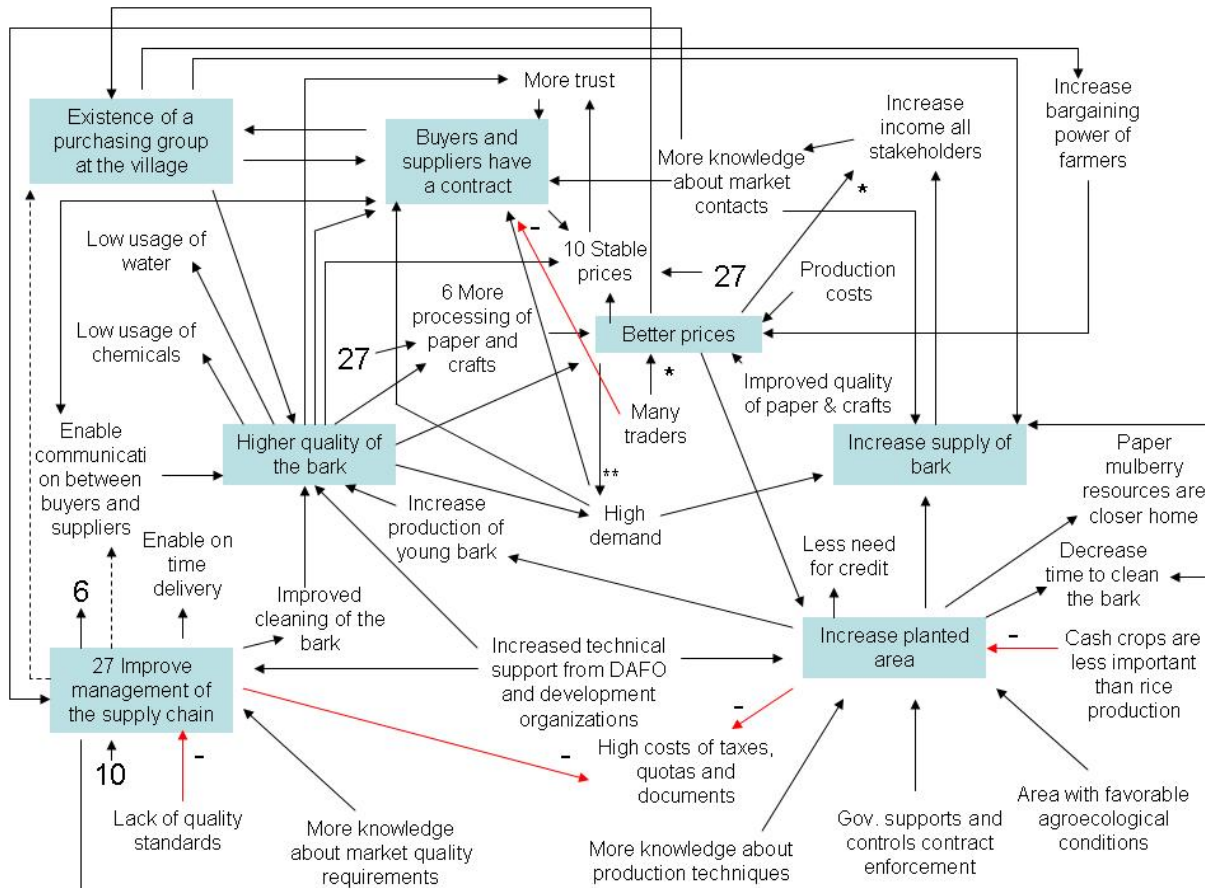 More trust
Existence of a
purchasing group
at the village
Buyers and
suppliers have
a contract
More knowledge
about market
contacts
Increase
income all
stakeholders
Increase
bargaining
power of
farmers
*
-
Low usage of
water
10 Stable
prices
27
Production
costs
6 More
processing of
paper and
crafts
Better prices
Low usage of
chemicals
27
*
Improved quality
of paper & crafts
Many
traders
Enable
communicati
on between
buyers and
suppliers
Higher quality of
the bark
Increase supply of
bark
Paper
mulberry
resources are
closer home
**
Increase
production of
young bark
High
demand
Enable on
time
delivery
Less need
for credit
Decrease
time to clean
the bark
6
Improved
cleaning of the
bark
27 Improve
management of
the supply chain
Increased technical
support from DAFO
and development
organizations
Increase planted
area
-
Cash crops are
less important
than rice
production
-
-
-
10
High costs of taxes,
quotas and
documents
Lack of quality
standards
More knowledge
about market quality
requirements
More knowledge about
production techniques
Gov. supports and
controls contract
enforcement
Area with favorable
agroecological
conditions